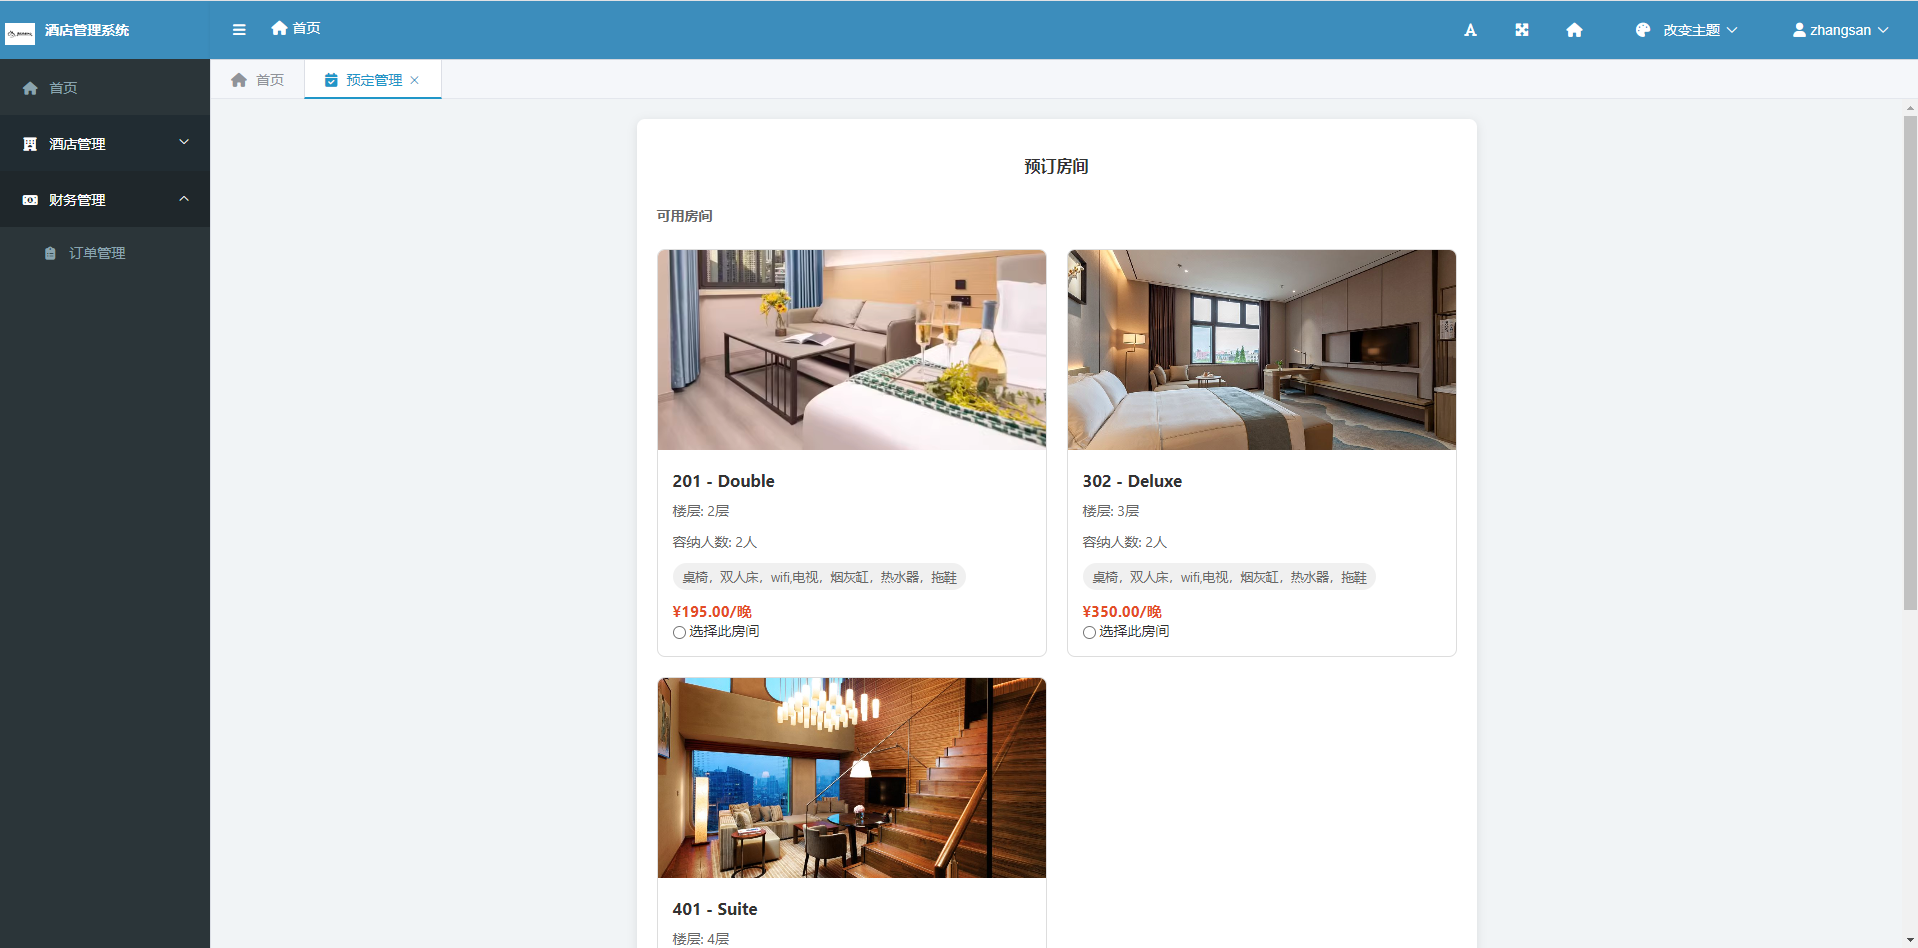 酒店管理系统
首页
改变主题
zhangsan
首页
酒店管理
财务管理
订单管理
首页
预定管理
预订房间
可用房间
201 - Double
楼层: 2层
容纳人数: 2人
桌椅，双人床，wifi,电视，烟灰缸，热水器，拖鞋
¥195.00/晚
选择此房间
302 - Deluxe
楼层: 3层
容纳人数: 2人
桌椅，双人床，wifi,电视，烟灰缸，热水器，拖鞋
¥350.00/晚
选择此房间
401 - Suite
楼层: 4层